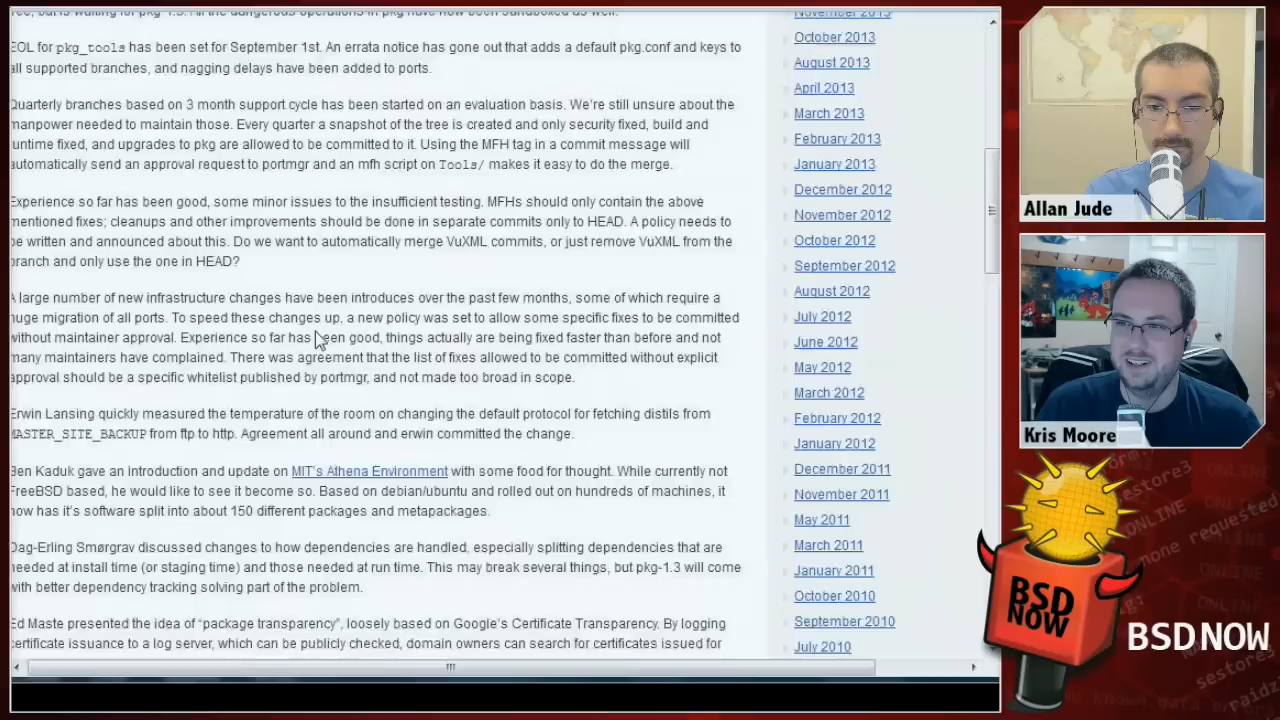 free, but is waiting for pkg-1.3. All the dangerous operations in pkg have now been sandboxed as well.
EOL for pkg_tools has been set for September 1st. An errata notice has gone out that adds a default pkg.conf and keys to
all supported branches, and nagging delays have been added to ports.
Quarterly branches based on 3 month support cycle has been started on an evaluation basis. We're still unsure about the
manpower needed to maintain those. Every quarter a snapshot of the tree is created and only security fixed, build and
runtime fixed, and upgrades to pkg are allowed to be committed to it. Using the MFH tag in a commit message will
automatically send an approval request to portmgr and an mfh script on Tools/ makes it easy to do the merge.
Experience so far has been good, some minor issues to the insufficient testing. MFHs should only contain the above
mentioned fixes; cleanups and other improvements should be done in separate commits only to HEAD. A policy needs to
be written and announced about this. Do we want to automatically merge VuXML commits, or just remove VuXML from the
branch and only use the one in HEAD?
A large number of new infrastructure changes have been introduces over the past few months, some of which require a
huge migration of all ports. To speed these changes up, a new policy was set to allow some specific fixes to be committed
without maintainer approval. Experience so far has been good, things actually are being fixed faster than before and not
many maintainers have complained. There was agreement that the list of fixes allowed to be committed without explicit
approval should be a specific whitelist published by portmgr, and not made too broad in scope.
Erwin Lansing quickly measured the temperature of the room on changing the default protocol for fetching distils from
MASTER_SITE_BACKUP from ftp to http. Agreement all around and erwin committed the change.
Ben Kaduk gave an introduction and update on MIT's Athena Environment with some food for thought. While currently not
FreeBSD based, he would like to see it become so. Based on debian/ubuntu and rolled out on hundreds of machines, it
now has it's software split into about 150 different packages and metapackages.
Dag-Erling Smørgrav discussed changes to how dependencies are handled, especially splitting dependencies that are
needed at install time (or staging time) and those needed at run time. This may break several things, but pkg-1.3 will come
with better dependency tracking solving part of the problem.
Ed Maste presented the idea of "package transparency", loosely based on Google's Certificate Transparency. By logging
certificate issuance to a log server, which can be publicly checked, domain owners can search for certificates issued for
November 2013
October 2013
August 2013
April 2013
March 2013
February 2013
January 2013
December 2012
November 2012
October 2012
September 2012
August 2012
July 2012
June 2012
May 2012
March 2012
February 2012
January 2012
December 2011
November 2011
May 2011
March 2011
January 2011
October 2010
September 2010
July 2010
Allan Jude
Kris Moore
BSD
NOW
BSD NOW